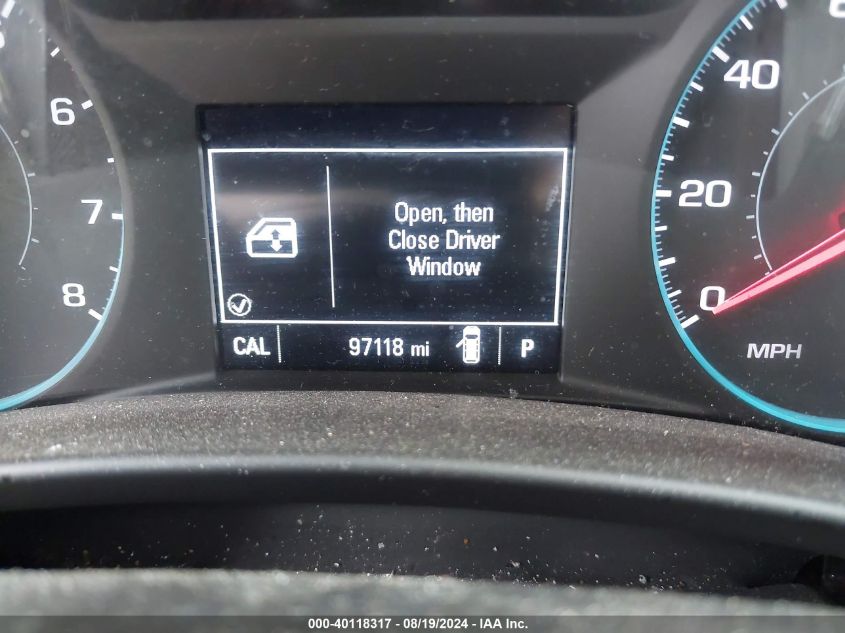 6
7
8
Open, then
Close Driver
Window
CAL 97118 mi P
40
20
0
MPH
000-40118317 - 08/19/2024 - IAA Inc.